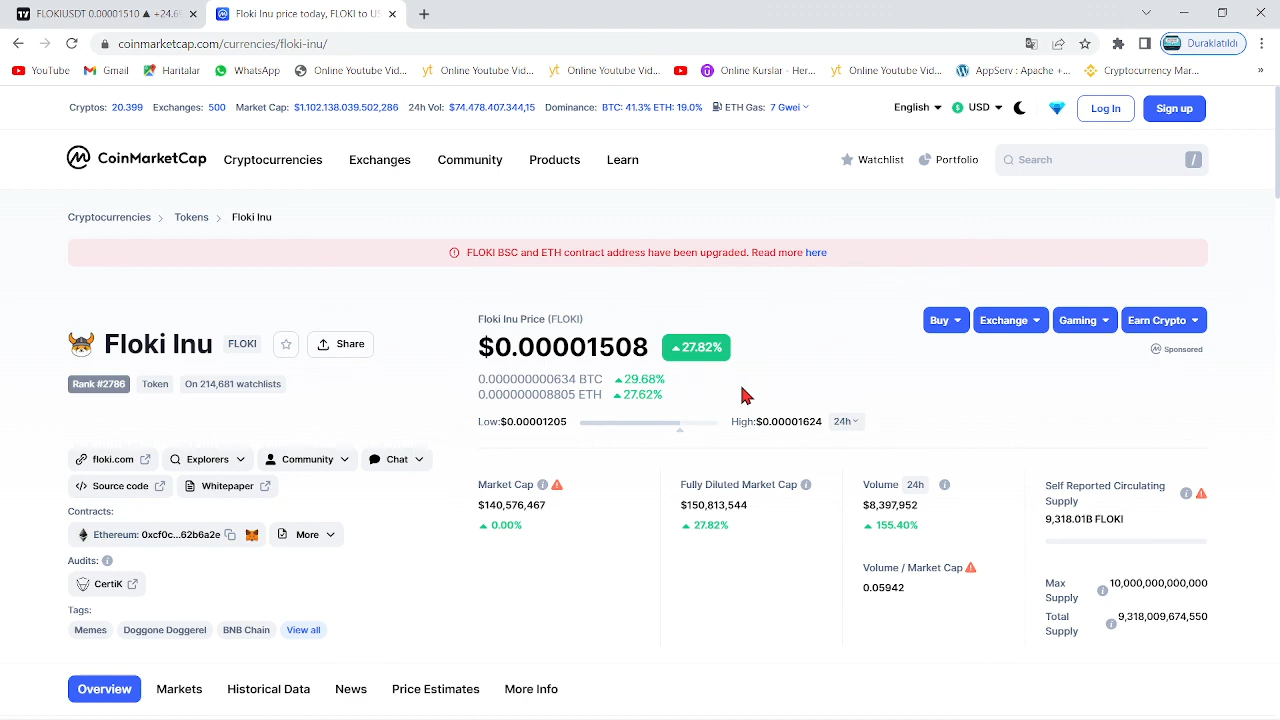 FLOKIUSDT 0.00001510 ▲ +24.69
Floki Inu price today, FLOKI to US
coinmarketcap.com/currencies/floki-inu/
Duraklatıldı
YouTube Gmail Haritalar WhatsApp Online Youtube Vid... yt Online Youtube Vid... yt Online Youtube Vid... Online Kurslar - Her... yt Online Youtube Vid... AppServ : Apache +... Cryptocurrency Mar... »
Cryptos: 20.399 Exchanges: 500 Market Cap: $1.102.138.039.502,286 24h Vol: $74.478.407.344,15 Dominance: BTC: 41.3% ETH: 19.0% ETH Gas: 7 Gwei English USD Log In Sign up
CoinMarketCap Cryptocurrencies Exchanges Community Products Learn Watchlist Portfolio Search /
Cryptocurrencies > Tokens > Floki Inu
FLOKI BSC and ETH contract address have been upgraded. Read more here
Floki Inu FLOKI Share
Rank #2786 Token On 214,681 watchlists
floki.com Explorers Community Chat
Source code Whitepaper
Contracts:
Ethereum: 0xcf0c...62b6a2e More
Audits:
CertiK
Tags:
Memes Doggone Doggerel BNB Chain View all
Floki Inu Price (FLOKI)
$0.00001508 27.82%
0.000000000634 BTC 29.68%
0.000000008805 ETH 27.62%
Low:$0.00001205 High:$0.00001624 24h
Buy Exchange Gaming Earn Crypto
Sponsored
Market Cap
$140,576,467
0.00%
Fully Diluted Market Cap
$150,813,544
27.82%
Volume 24h
$8,397,952
155.40%
Volume / Market Cap
0.05942
Self Reported Circulating
Supply
9,318.01B FLOKI
Max
Supply
10,000,000,000,000
Total
Supply
9,318,009,674,550
Overview Markets Historical Data News Price Estimates More Info